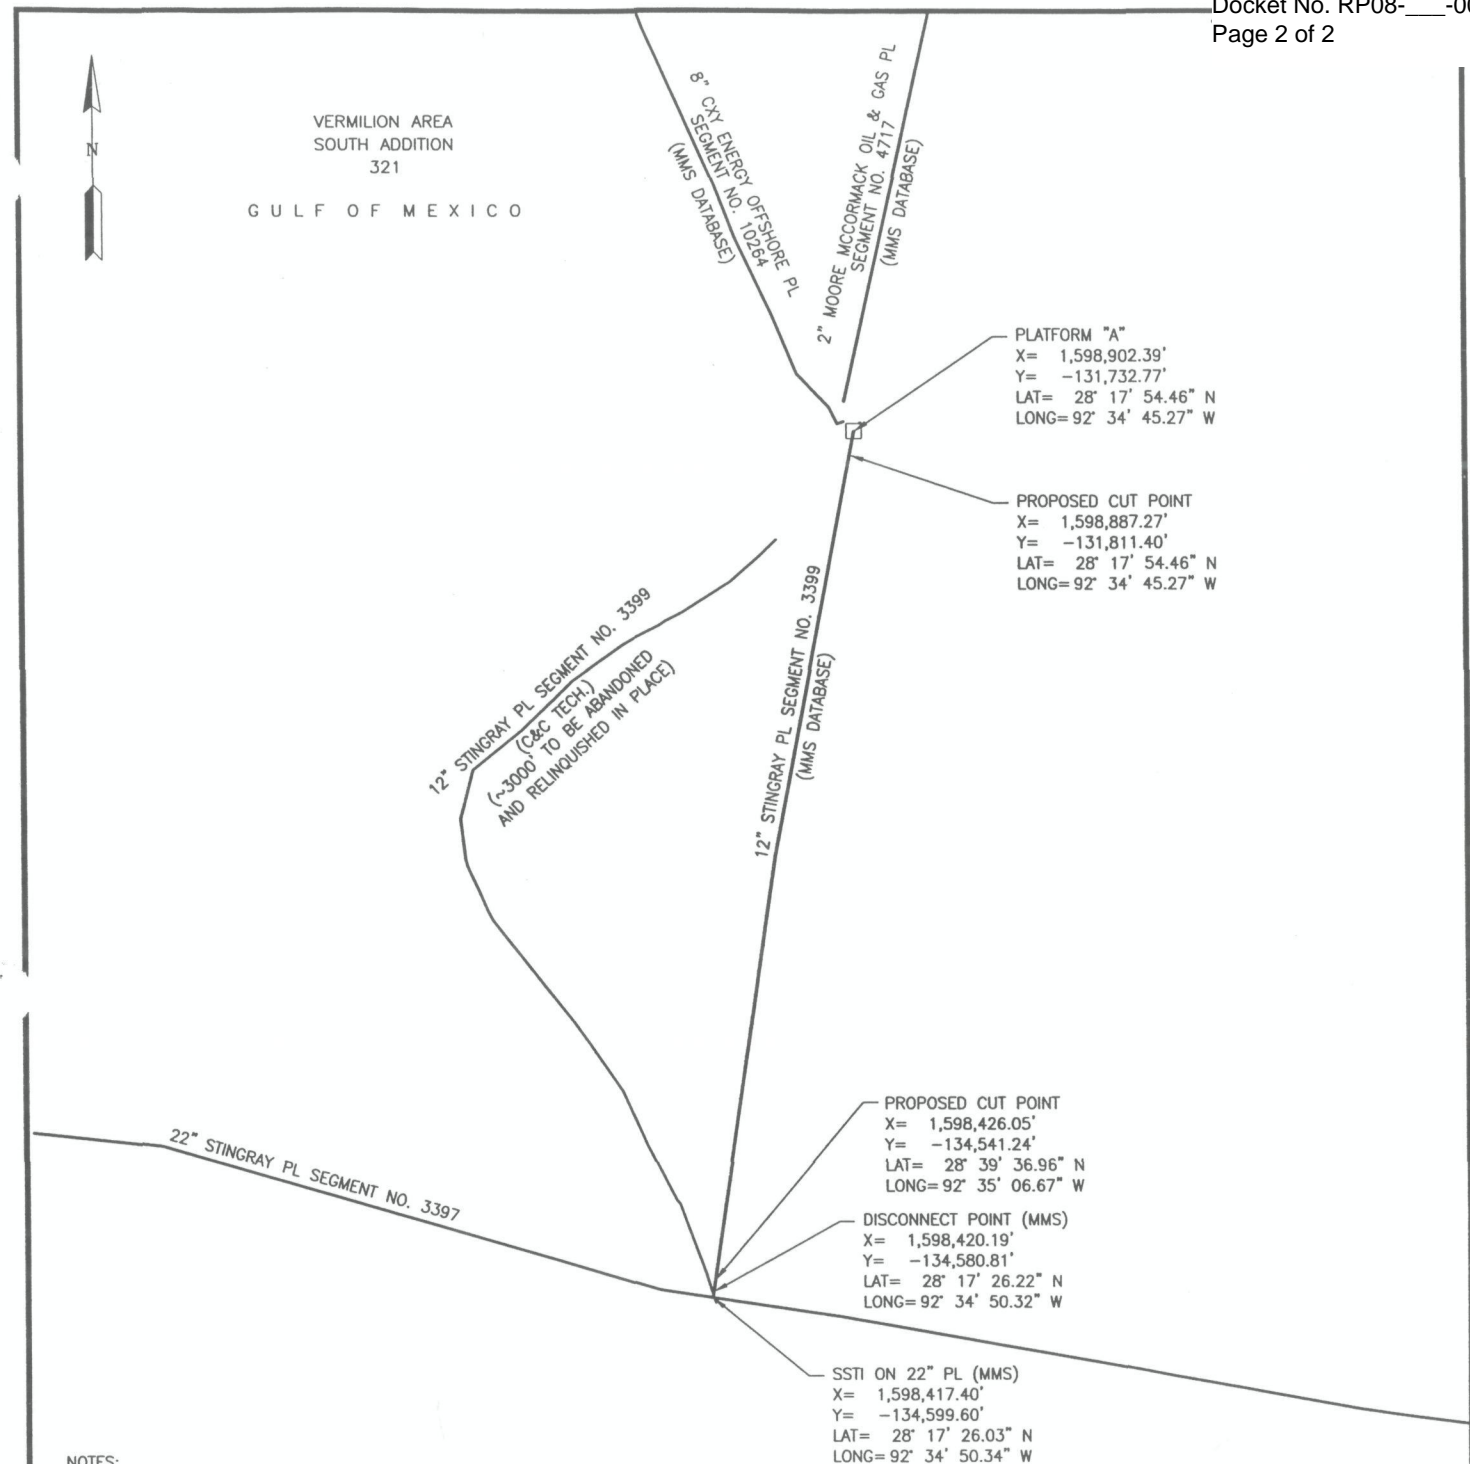 Docket No. RP08-___-00
Page 2 of 2
N
VERMILION AREA
SOUTH ADDITION
321
GULF OF MEXICO
8" CXY ENERGY OFFSHORE PL
SEGMENT NO. 10264
(MMS DATABASE)
2" MOORE MCCORMACK OIL & GAS PL
SEGMENT NO. 4717
(MMS DATABASE)
PLATFORM "A"
X= 1,598,902.39'
Y= -131,732.77'
LAT= 28° 17' 54.46" N
LONG= 92° 34' 45.27" W
PROPOSED CUT POINT
X= 1,598,887.27'
Y= -131,811.40'
LAT= 28° 17' 54.46" N
LONG= 92° 34' 45.27" W
12" STINGRAY PL SEGMENT NO. 3399
(C&C TECH.)
(~3000' TO BE ABANDONED
AND RELINQUISHED IN PLACE)
12" STINGRAY PL SEGMENT NO. 3399
(MMS DATABASE)
22" STINGRAY PL SEGMENT NO. 3397
PROPOSED CUT POINT
X= 1,598,426.05'
Y= -134,541.24'
LAT= 28° 39' 36.96" N
LONG= 92° 35' 06.67" W
DISCONNECT POINT (MMS)
X= 1,598,420.19'
Y= -134,580.81'
LAT= 28° 17' 26.22" N
LONG= 92° 34' 50.32" W
SSTI ON 22" PL (MMS)
X= 1,598,417.40'
Y= -134,599.60'
LAT= 28° 17' 26.03" N
LONG= 92° 34' 50.34" W
NOTES: